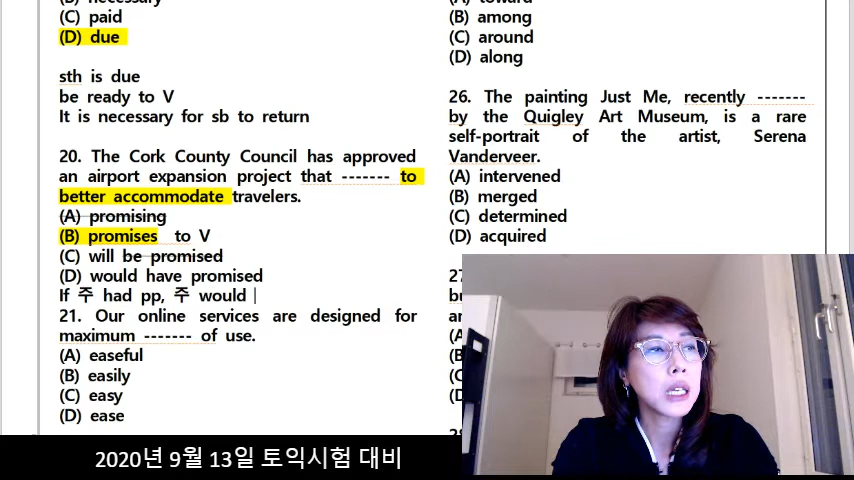 (B) necessary
(C) paid
(D) due
sth is due
be ready to V
It is necessary for sb to return
20. The Cork County Council has approved
an airport expansion project that ------- to
better accommodate travelers.
(A) promising
(B) promises to V
(C) will be promised
(D) would have promised
If 주 had pp, 주 would
21. Our online services are designed for
maximum ------- of use.
(A) easeful
(B) easily
(C) easy
(D) ease
(A) toward
(B) among
(C) around
(D) along
26. The painting Just Me, recently -------
by the Quigley Art Museum, is a rare
self-portrait of the artist, Serena
Vanderveer.
(A) intervened
(B) merged
(C) determined
(D) acquired
27
bu
an
(A
(B
2020년 9월 13일 토익시험 대비